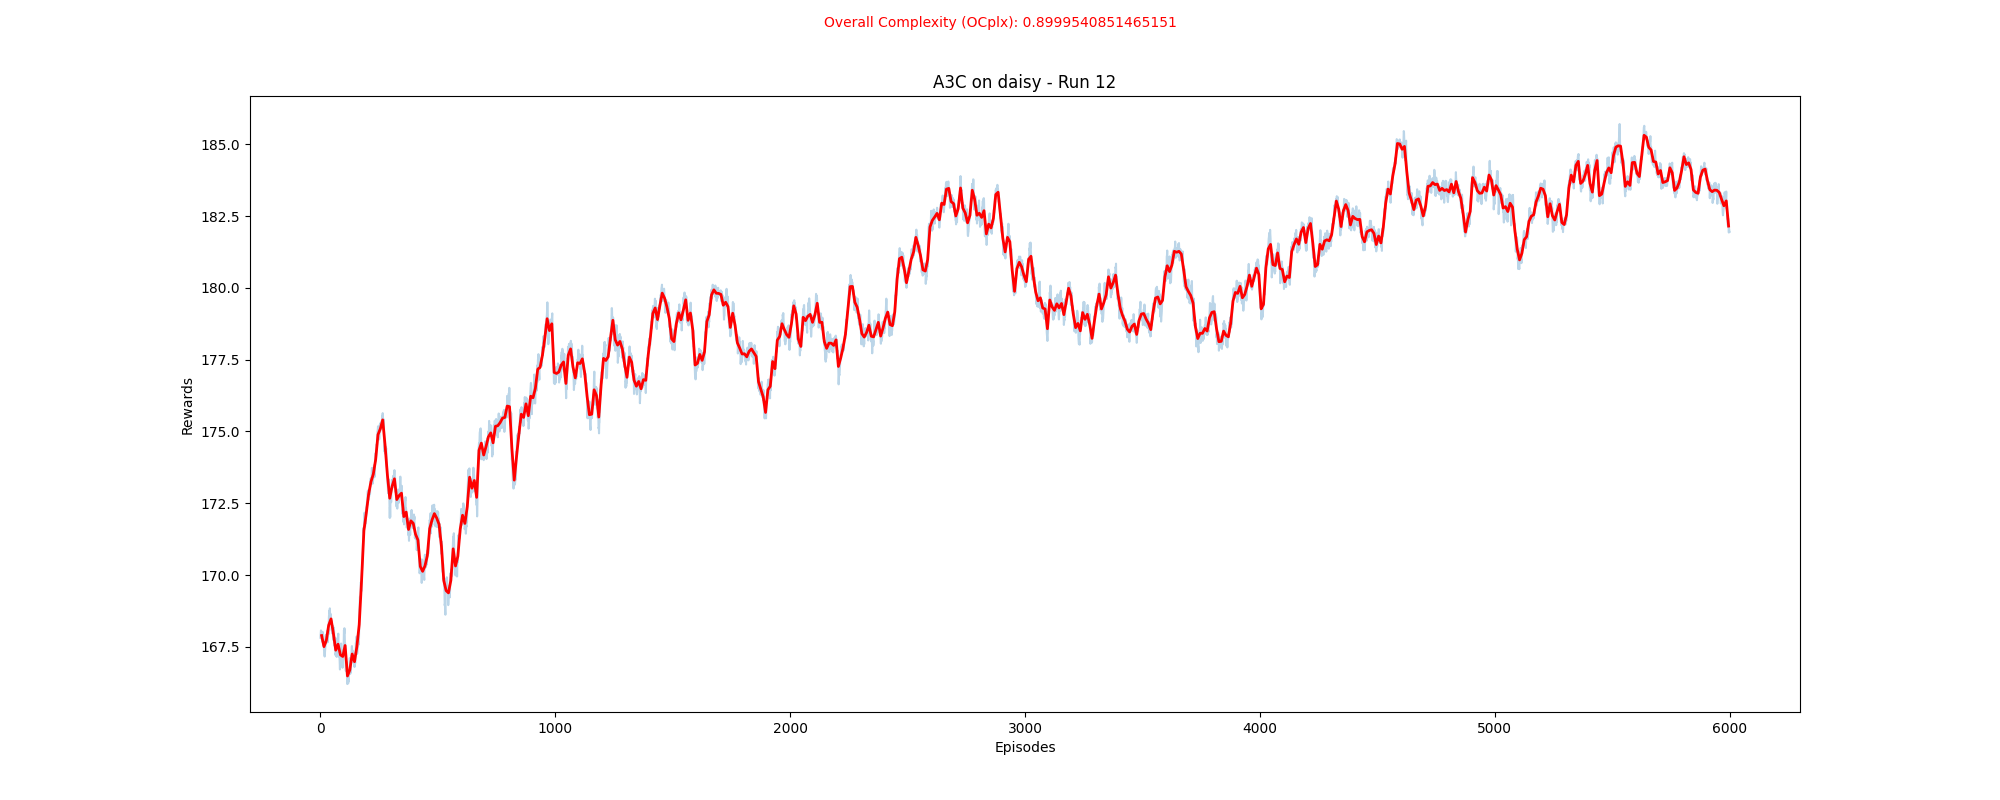 Overall Complexity (OCplx): 0.8999540851465151
A3C on daisy - Run 12
185.0
182.5
180.0
177.5
175.0
172.5
170.0
167.5
Rewards
0 1000 2000 3000 4000 5000 6000
Episodes